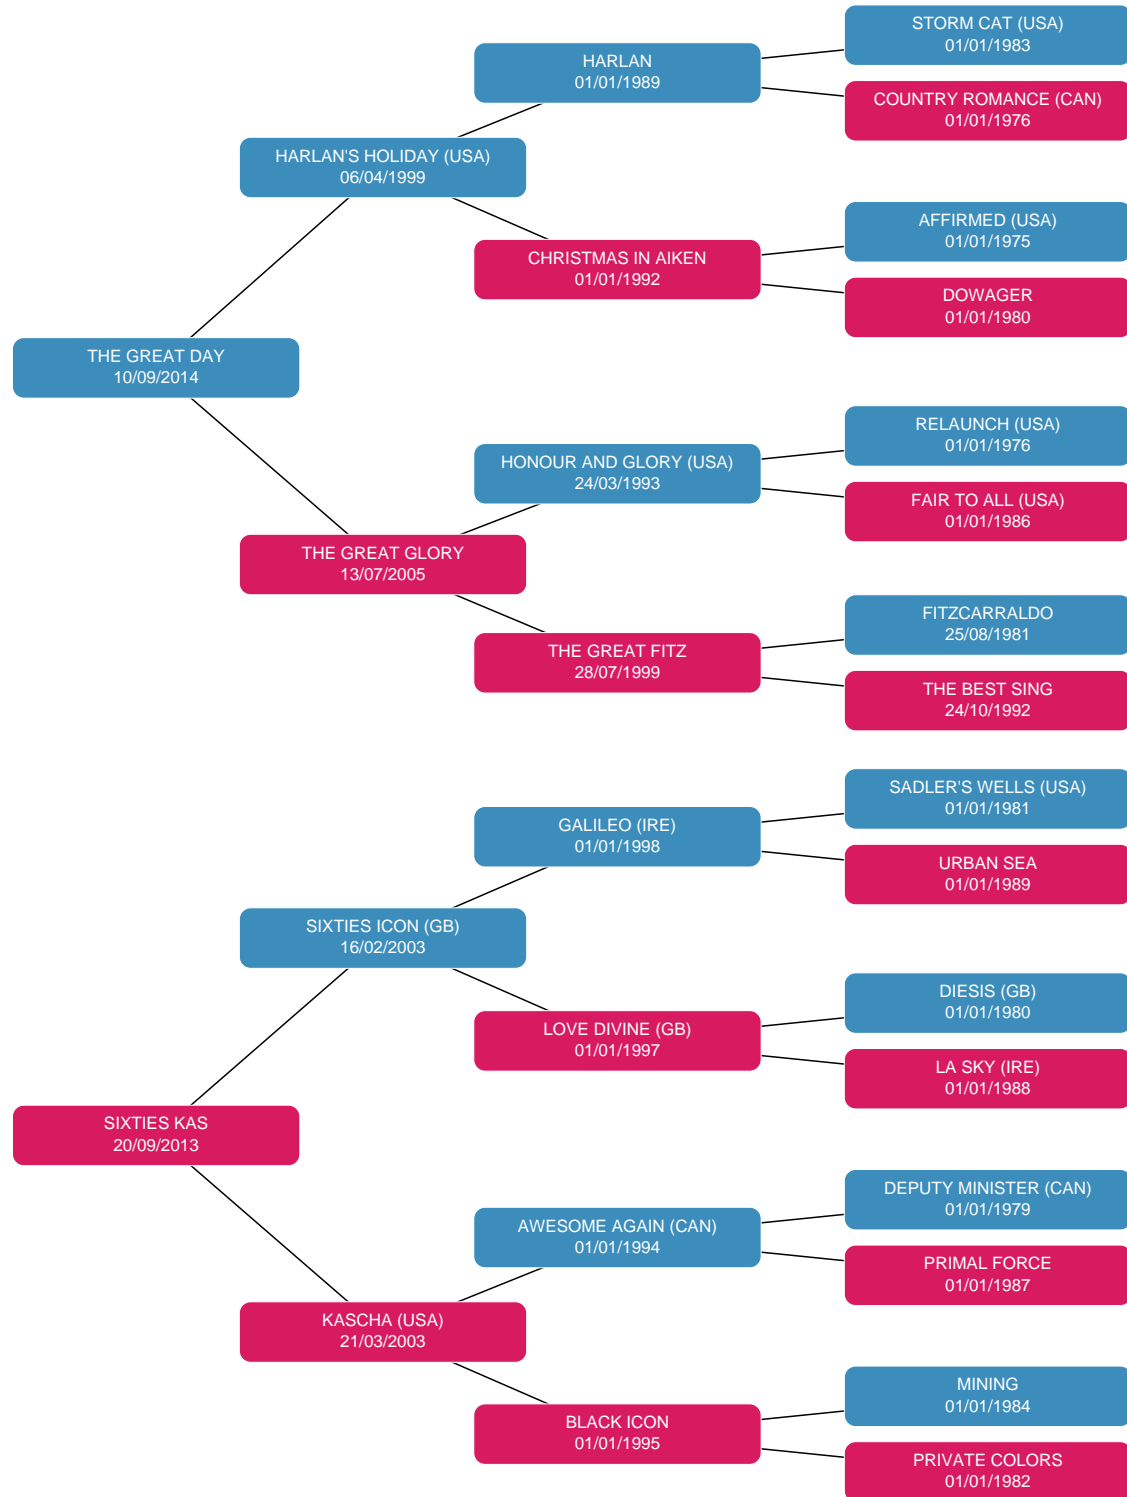 STORM CAT (USA)
01/01/1983
HARLAN
01/01/1989
COUNTRY ROMANCE (CAN)
01/01/1976
HARLAN'S HOLIDAY (USA)
06/04/1999
AFFIRMED (USA)
01/01/1975
CHRISTMAS IN AIKEN
01/01/1992
DOWAGER
01/01/1980
THE GREAT DAY
10/09/2014
RELAUNCH (USA)
01/01/1976
HONOUR AND GLORY (USA)
24/03/1993
FAIR TO ALL (USA)
01/01/1986
THE GREAT GLORY
13/07/2005
FITZCARRALDO
25/08/1981
THE GREAT FITZ
28/07/1999
THE BEST SING
24/10/1992
SADLER'S WELLS (USA)
01/01/1981
GALILEO (IRE)
01/01/1998
URBAN SEA
01/01/1989
SIXTIES ICON (GB)
16/02/2003
DIESIS (GB)
01/01/1980
LOVE DIVINE (GB)
01/01/1997
LA SKY (IRE)
01/01/1988
SIXTIES KAS
20/09/2013
DEPUTY MINISTER (CAN)
01/01/1979
AWESOME AGAIN (CAN)
01/01/1994
PRIMAL FORCE
01/01/1987
KASCHA (USA)
21/03/2003
MINING
01/01/1984
BLACK ICON
01/01/1995
PRIVATE COLORS
01/01/1982